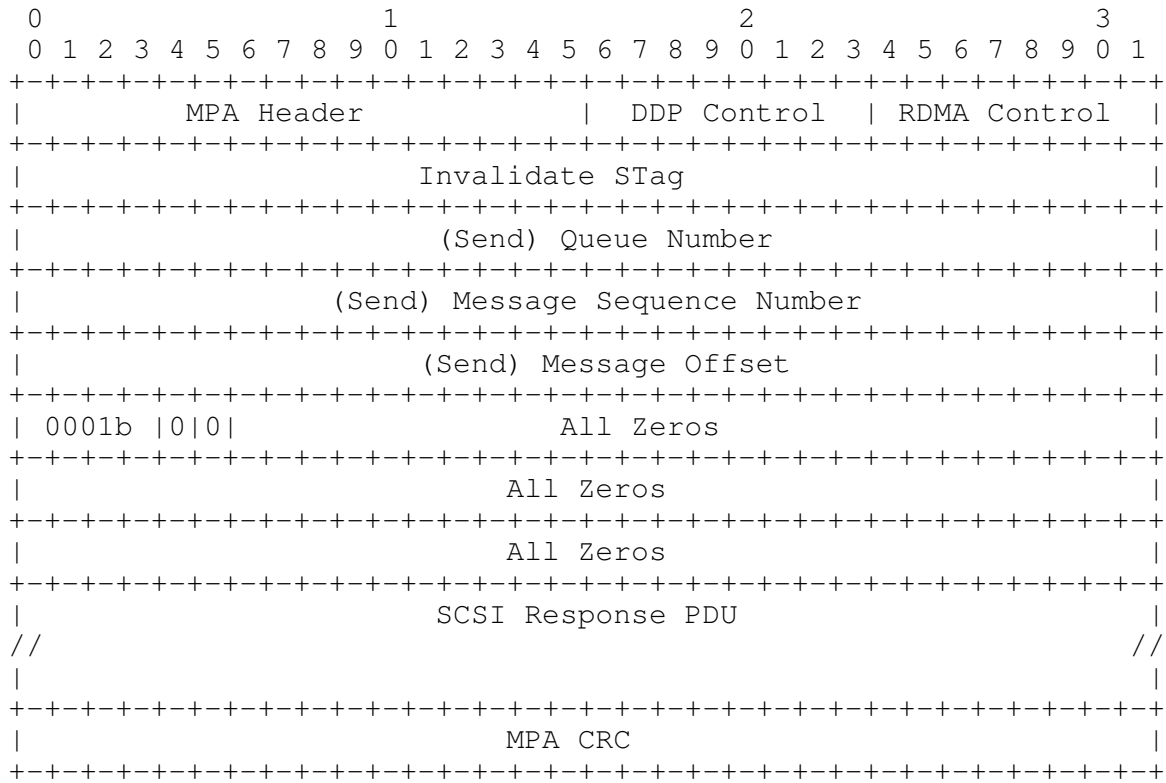 0                   1                   2                   3
 0 1 2 3 4 5 6 7 8 9 0 1 2 3 4 5 6 7 8 9 0 1 2 3 4 5 6 7 8 9 0 1
+-+-+-+-+-+-+-+-+-+-+-+-+-+-+-+-+-+-+-+-+-+-+-+-+-+-+-+-+-+-+-+-+
|         MPA Header            |  DDP Control  | RDMA Control  |
+-+-+-+-+-+-+-+-+-+-+-+-+-+-+-+-+-+-+-+-+-+-+-+-+-+-+-+-+-+-+-+-+
|                      Invalidate STag                          |
+-+-+-+-+-+-+-+-+-+-+-+-+-+-+-+-+-+-+-+-+-+-+-+-+-+-+-+-+-+-+-+-+
|                       (Send) Queue Number                     |
+-+-+-+-+-+-+-+-+-+-+-+-+-+-+-+-+-+-+-+-+-+-+-+-+-+-+-+-+-+-+-+-+
|                 (Send) Message Sequence Number                |
+-+-+-+-+-+-+-+-+-+-+-+-+-+-+-+-+-+-+-+-+-+-+-+-+-+-+-+-+-+-+-+-+
|                      (Send) Message Offset                    |
+-+-+-+-+-+-+-+-+-+-+-+-+-+-+-+-+-+-+-+-+-+-+-+-+-+-+-+-+-+-+-+-+
| 0001b |0|0|                  All Zeros                        |
+-+-+-+-+-+-+-+-+-+-+-+-+-+-+-+-+-+-+-+-+-+-+-+-+-+-+-+-+-+-+-+-+
|                           All Zeros                           |
+-+-+-+-+-+-+-+-+-+-+-+-+-+-+-+-+-+-+-+-+-+-+-+-+-+-+-+-+-+-+-+-+
|                           All Zeros                           |
+-+-+-+-+-+-+-+-+-+-+-+-+-+-+-+-+-+-+-+-+-+-+-+-+-+-+-+-+-+-+-+-+
|                       SCSI Response PDU                       |
//                                                             //
|                                                               |
+-+-+-+-+-+-+-+-+-+-+-+-+-+-+-+-+-+-+-+-+-+-+-+-+-+-+-+-+-+-+-+-+
|                           MPA CRC                             |
+-+-+-+-+-+-+-+-+-+-+-+-+-+-+-+-+-+-+-+-+-+-+-+-+-+-+-+-+-+-+-+-+